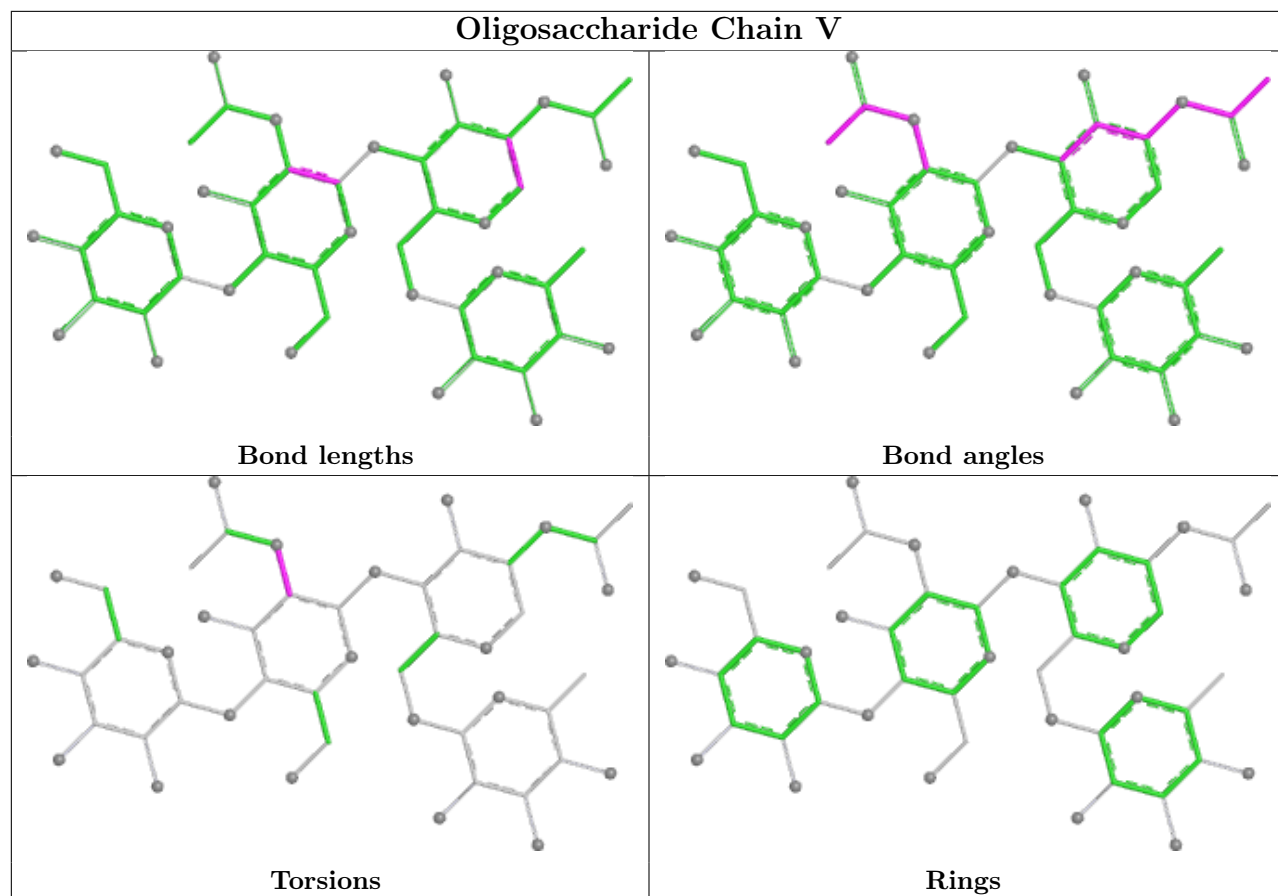 Oligosaccharide Chain V
Bond lengths
Bond angles
Torsions
Rings